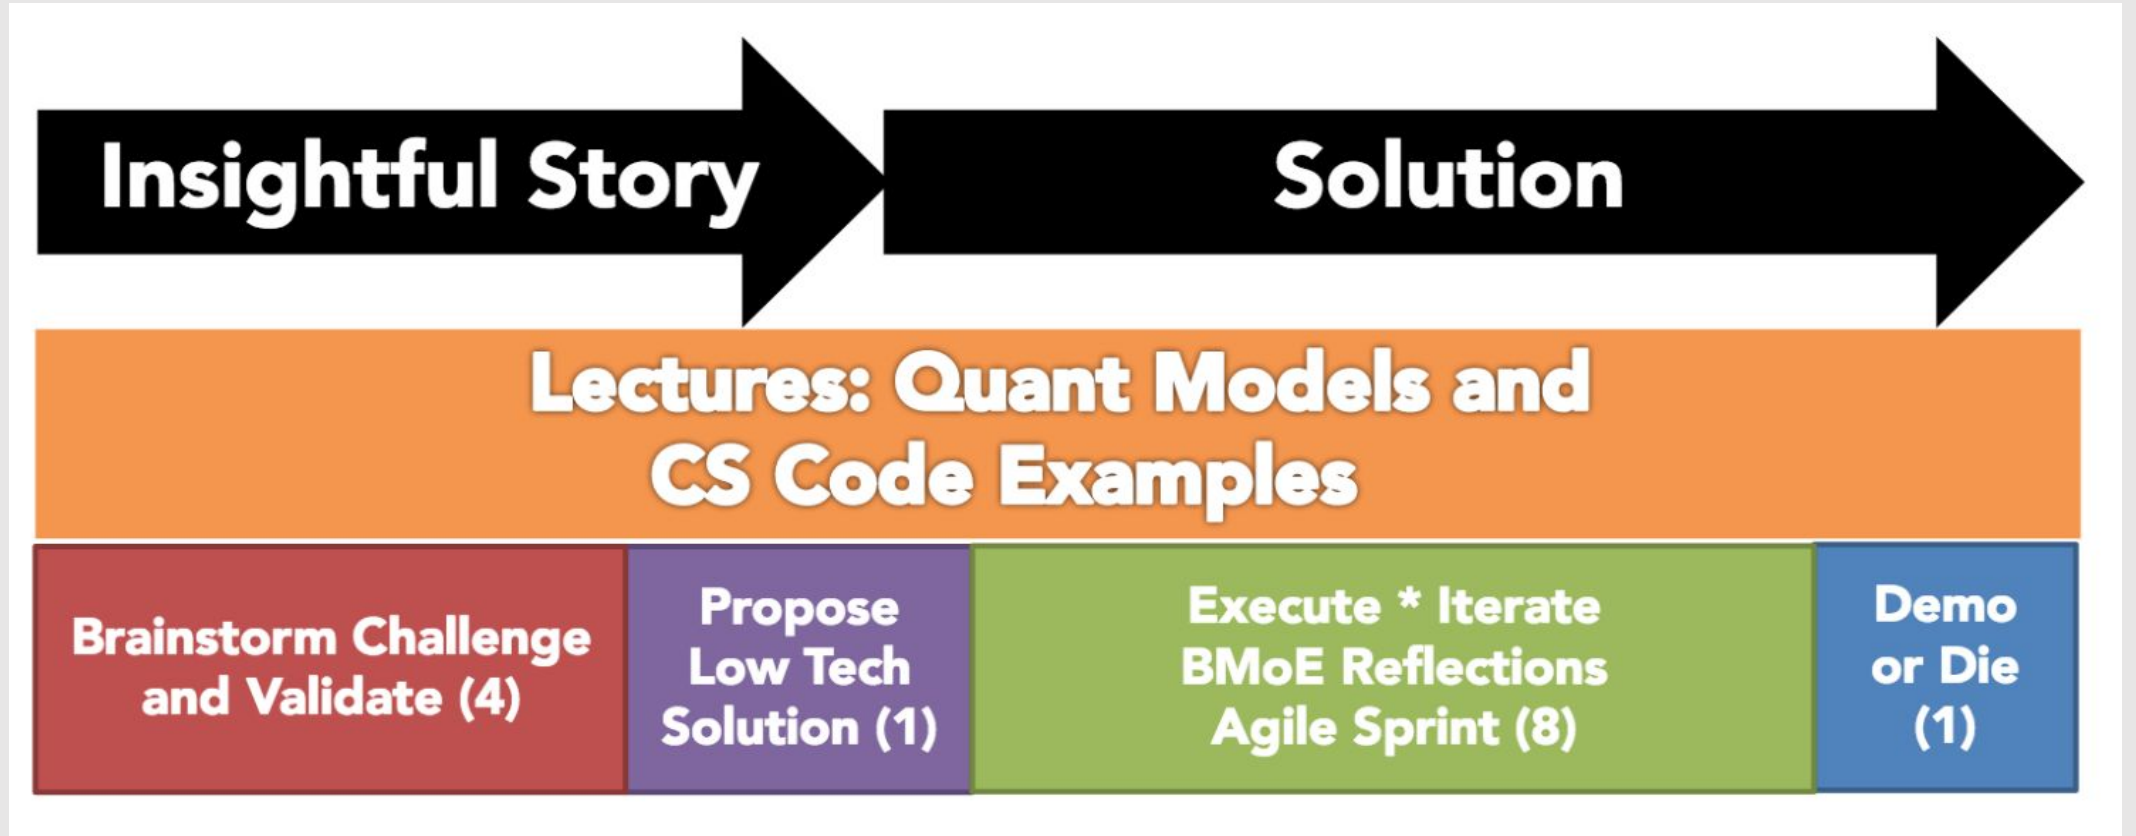 Insightful Story
Solution
Lectures: Quant Models and
CS Code Examples
Brainstorm Challenge
and Validate (4)
Propose
Low Tech
Solution (1)
Execute * Iterate
BMoE Reflections
Agile Sprint (8)
Demo
or Die
(1)